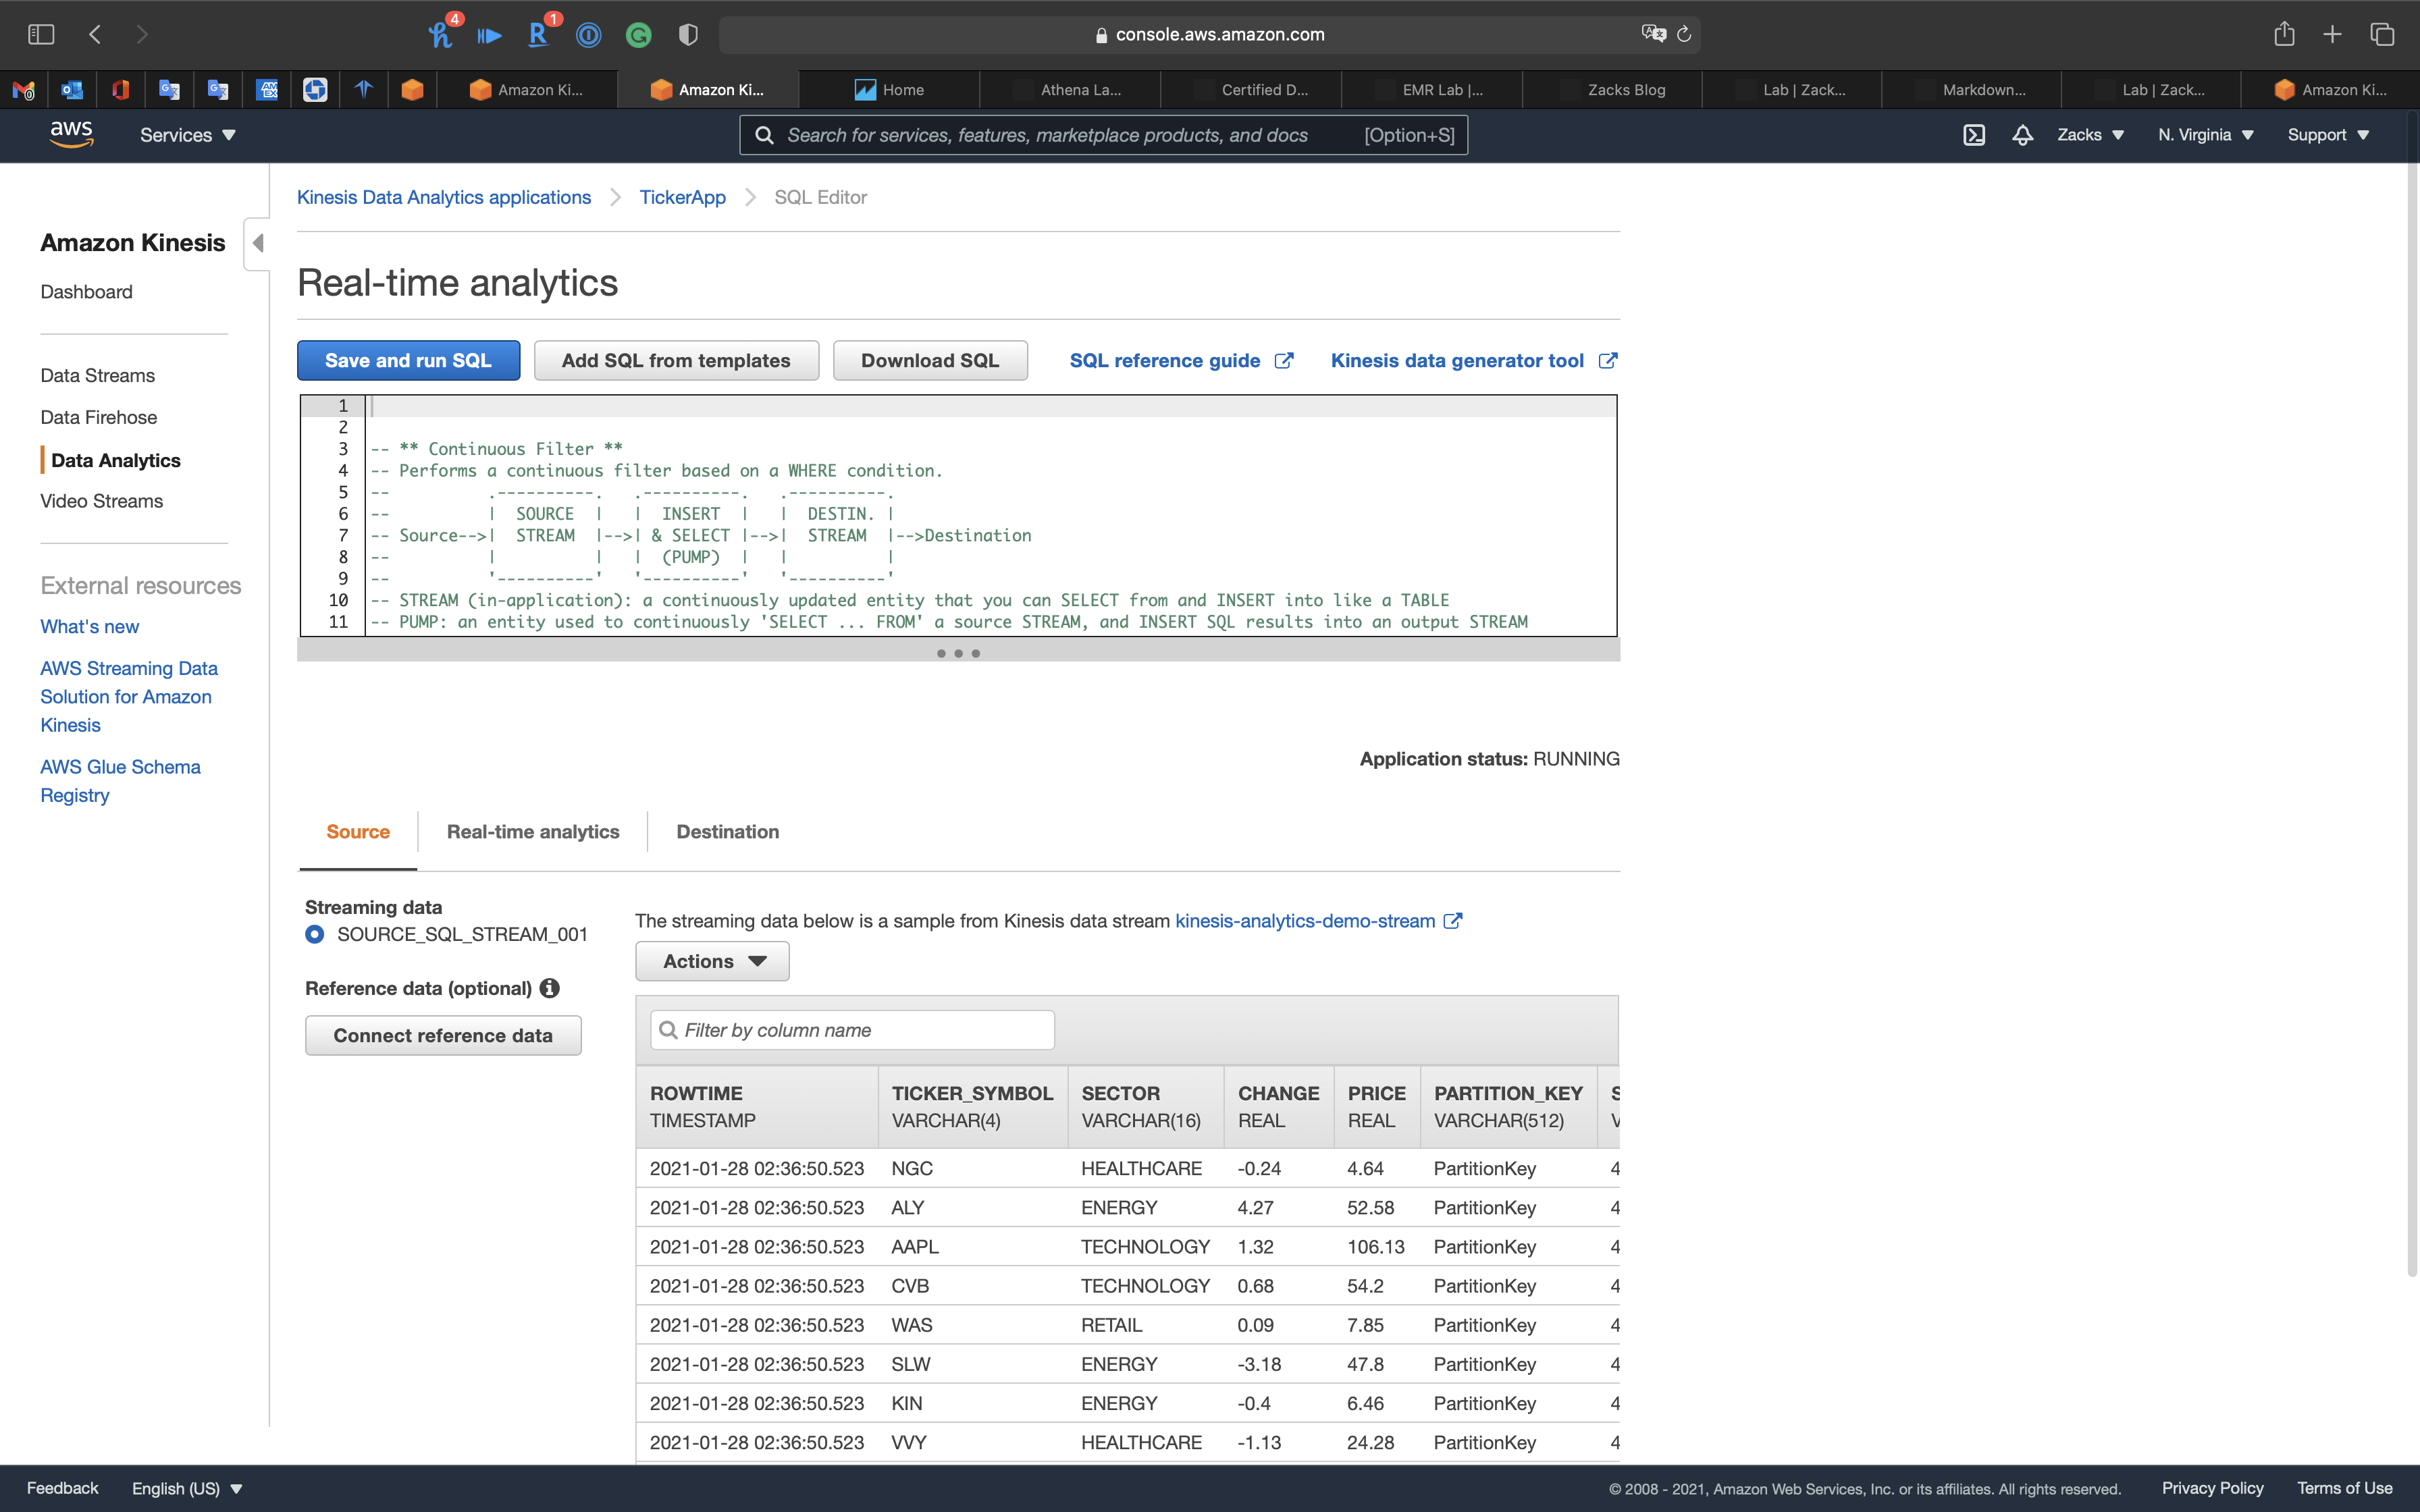 4
1
console.aws.amazon.com
Amazon Ki...
Amazon Ki...
Home
Athena La...
Certified D...
EMR Lab |...
Zacks Blog
Lab | Zack...
Markdown...
Lab | Zack...
Amazon Ki...
aws
Services
Search for services, features, marketplace products, and docs [Option+S]
Zacks
N. Virginia
Support
Kinesis Data Analytics applications
TickerApp
SQL Editor
Amazon Kinesis
Dashboard
Data Streams
Data Firehose
Data Analytics
Video Streams
External resources
What's new
AWS Streaming Data
Solution for Amazon
Kinesis
AWS Glue Schema
Registry
Real-time analytics
Save and run SQL
Add SQL from templates
Download SQL
SQL reference guide
Kinesis data generator tool
1
2
3 -- ** Continuous Filter **
4 -- Performs a continuous filter based on a WHERE condition.
5 --          .----------.   .----------.   .----------.
6 --          |  SOURCE  |   |  INSERT  |   |  DESTIN. |
7 -- Source-->|  STREAM  |-->| & SELECT |-->|  STREAM  |-->Destination
8 --          |          |   |  (PUMP)  |   |          |
9 --          '----------'   '----------'   '----------'
10 -- STREAM (in-application): a continuously updated entity that you can SELECT from and INSERT into like a TABLE
11 -- PUMP: an entity used to continuously 'SELECT ... FROM' a source STREAM, and INSERT SQL results into an output STREAM
Application status: RUNNING
Source
Real-time analytics
Destination
Streaming data
SOURCE_SQL_STREAM_001
Reference data (optional)
Connect reference data
The streaming data below is a sample from Kinesis data stream kinesis-analytics-demo-stream
Actions
Filter by column name
ROWTIME TICKER_SYMBOL SECTOR CHANGE PRICE PARTITION_KEY
TIMESTAMP VARCHAR(4) VARCHAR(16) REAL REAL VARCHAR(512)
2021-01-28 02:36:50.523 NGC HEALTHCARE -0.24 4.64 PartitionKey 4
2021-01-28 02:36:50.523 ALY ENERGY 4.27 52.58 PartitionKey 4
2021-01-28 02:36:50.523 AAPL TECHNOLOGY 1.32 106.13 PartitionKey 4
2021-01-28 02:36:50.523 CVB TECHNOLOGY 0.68 54.2 PartitionKey 4
2021-01-28 02:36:50.523 WAS RETAIL 0.09 7.85 PartitionKey 4
2021-01-28 02:36:50.523 SLW ENERGY -3.18 47.8 PartitionKey 4
2021-01-28 02:36:50.523 KIN ENERGY -0.4 6.46 PartitionKey 4
2021-01-28 02:36:50.523 VVY HEALTHCARE -1.13 24.28 PartitionKey 4
Feedback
English (US)
© 2008 - 2021, Amazon Web Services, Inc. or its affiliates. All rights reserved.
Privacy Policy
Terms of Use